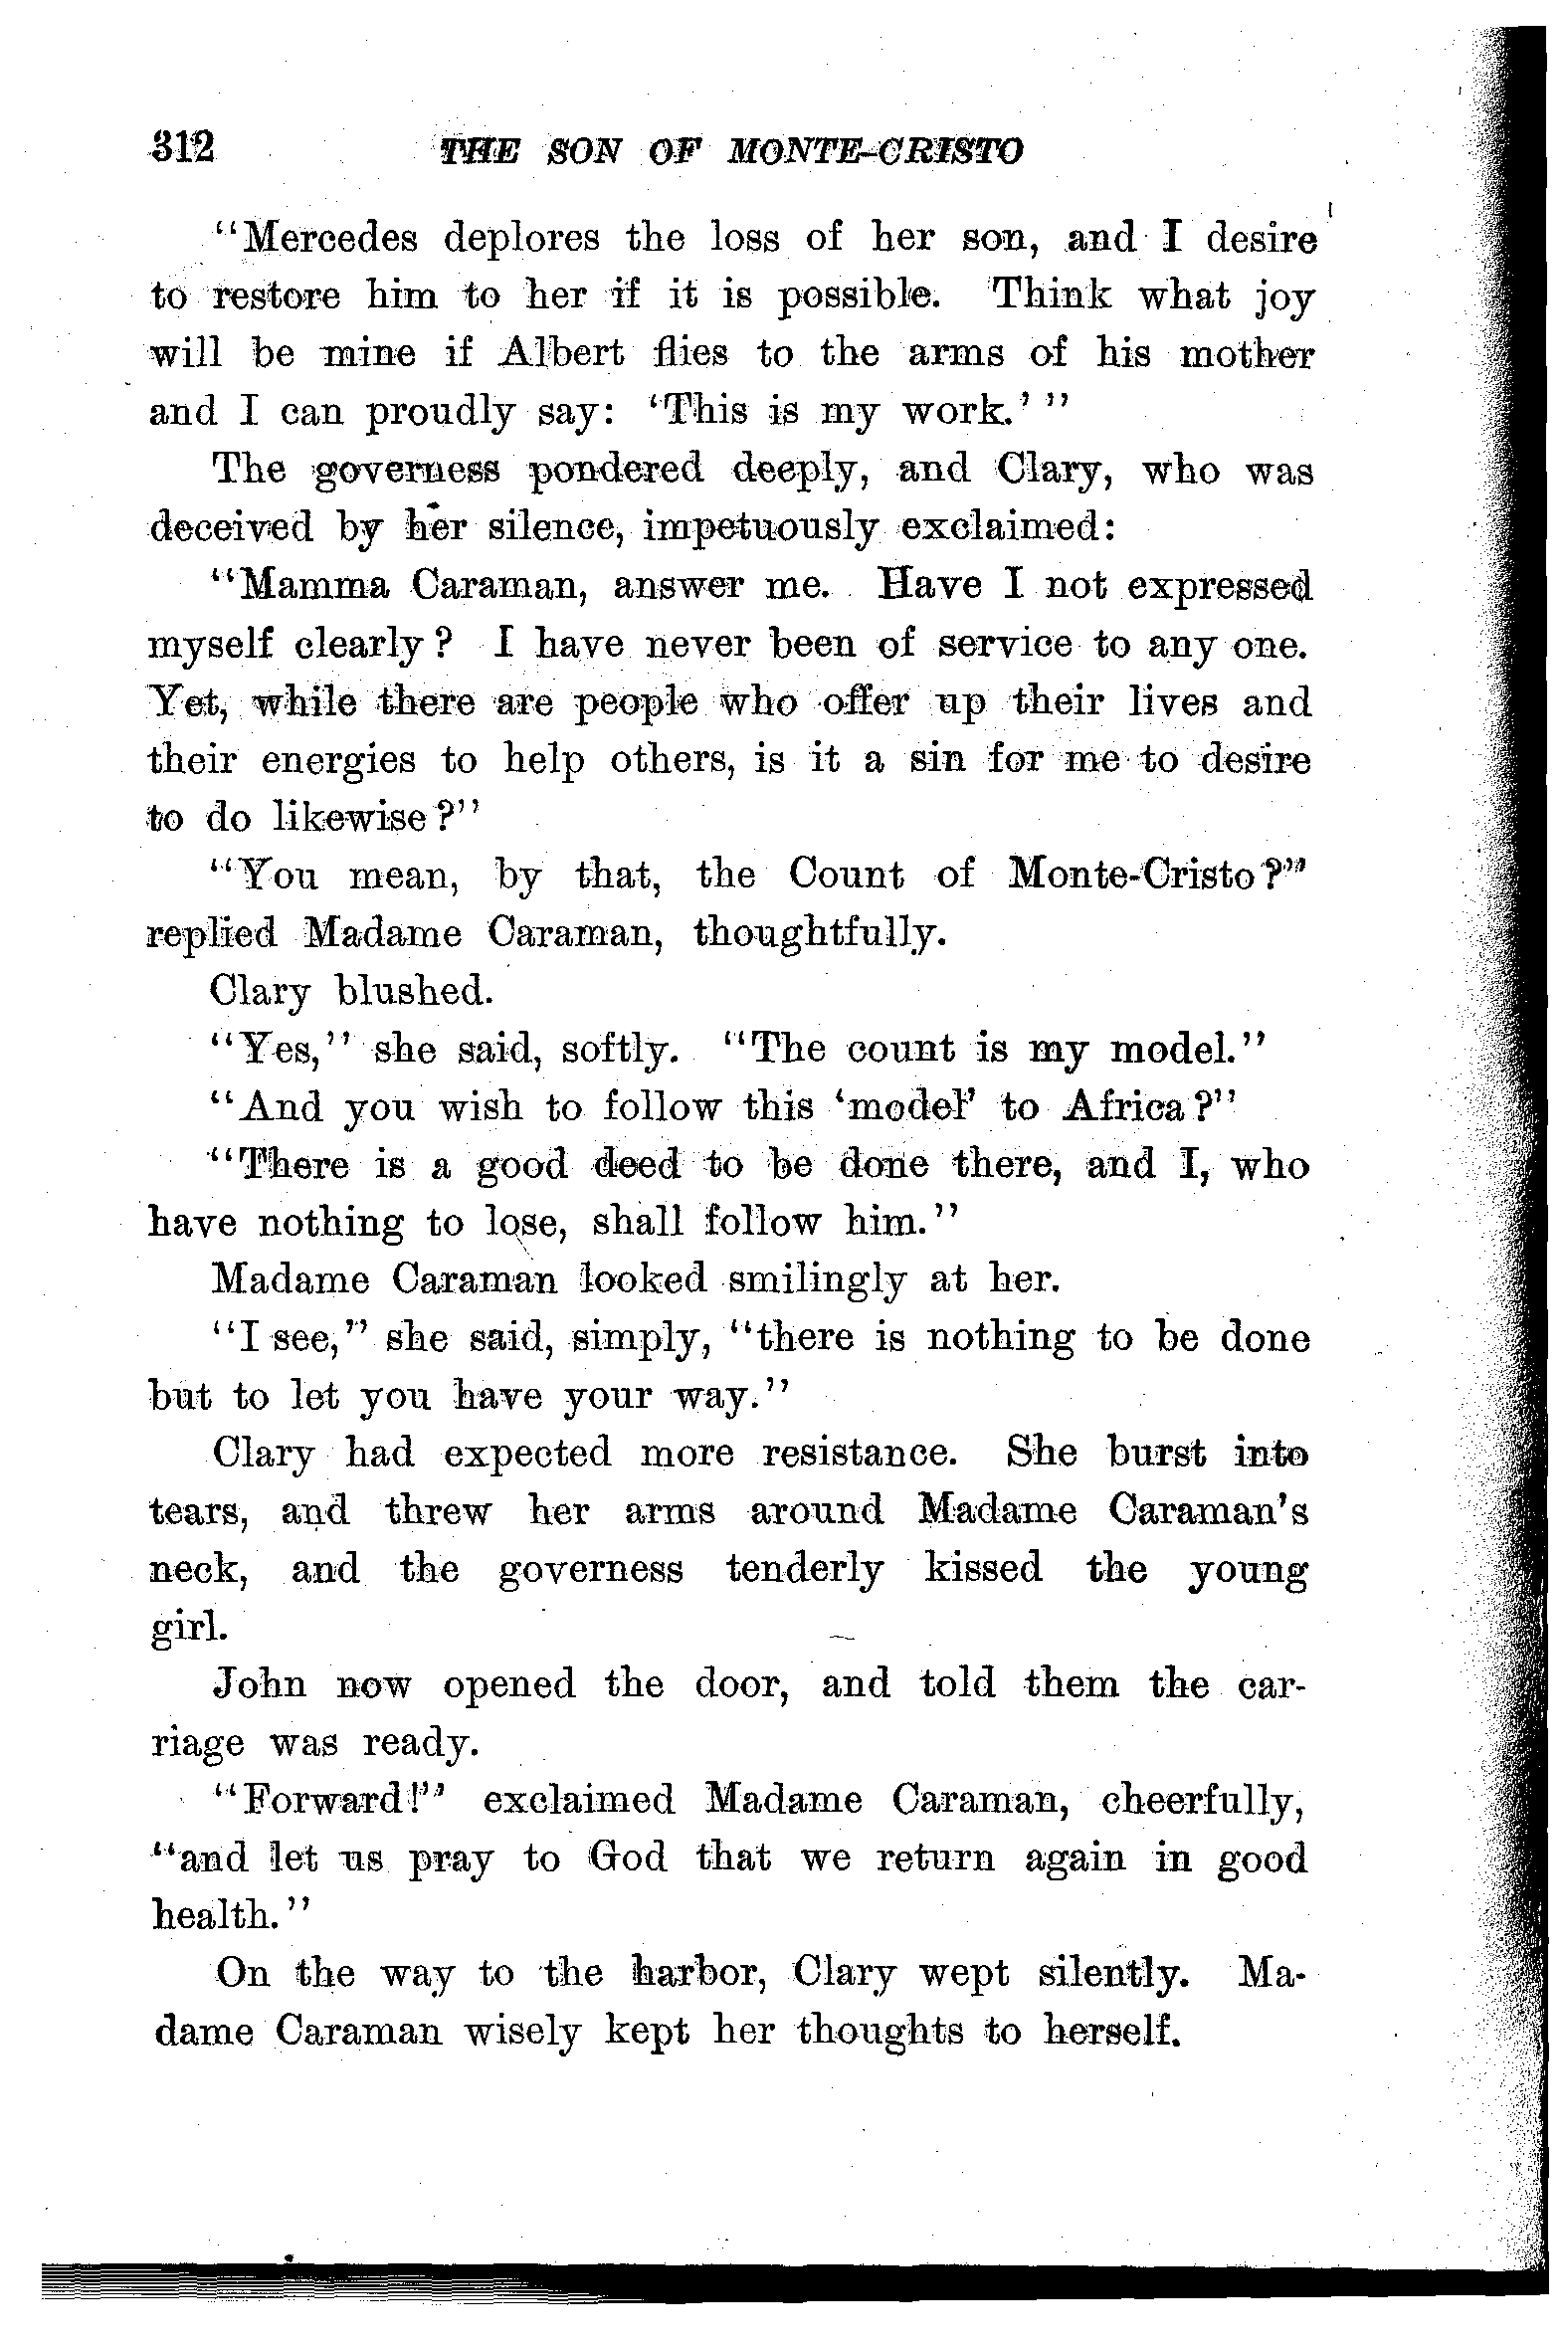 312 THE SON OF MONTE-CRISTO
"Mercedes deplores the loss of her son, and I desire
to restore him to her if it is possible. Think what joy
will be mine if Albert flies to the arms of his mother
and I can proudly say: 'This is my work.' "
The governess pondered deeply, and Clary, who was
deceived by her silence, impetuously exclaimed:
"Mamma Caraman, answer me. Have I not expressed
myself clearly? I have never been of service to any one.
Yet, while there are people who offer up their lives and
their energies to help others, is it a sin for me to desire
to do likewise?"
"You mean, by that, the Count of Monte-Cristo?"
replied Madame Caraman, thoughtfully.
Clary blushed.
"Yes," she said, softly. "The count is my model."
"And you wish to follow this 'model' to Africa?"
"There is a good deed to be done there, and I, who
have nothing to lose, shall follow him."
Madame Caraman looked smilingly at her.
"I see," she said, simply, "there is nothing to be done
but to let you have your way."
Clary had expected more resistance. She burst into
tears, and threw her arms around Madame Caraman's
neck, and the governess tenderly kissed the young
girl.
John now opened the door, and told them the car-
riage was ready.
"Forward!" exclaimed Madame Caraman, cheerfully,
"and let us pray to God that we return again in good
health."
On the way to the harbor, Clary wept silently. Ma-
dame Caraman wisely kept her thoughts to herself.